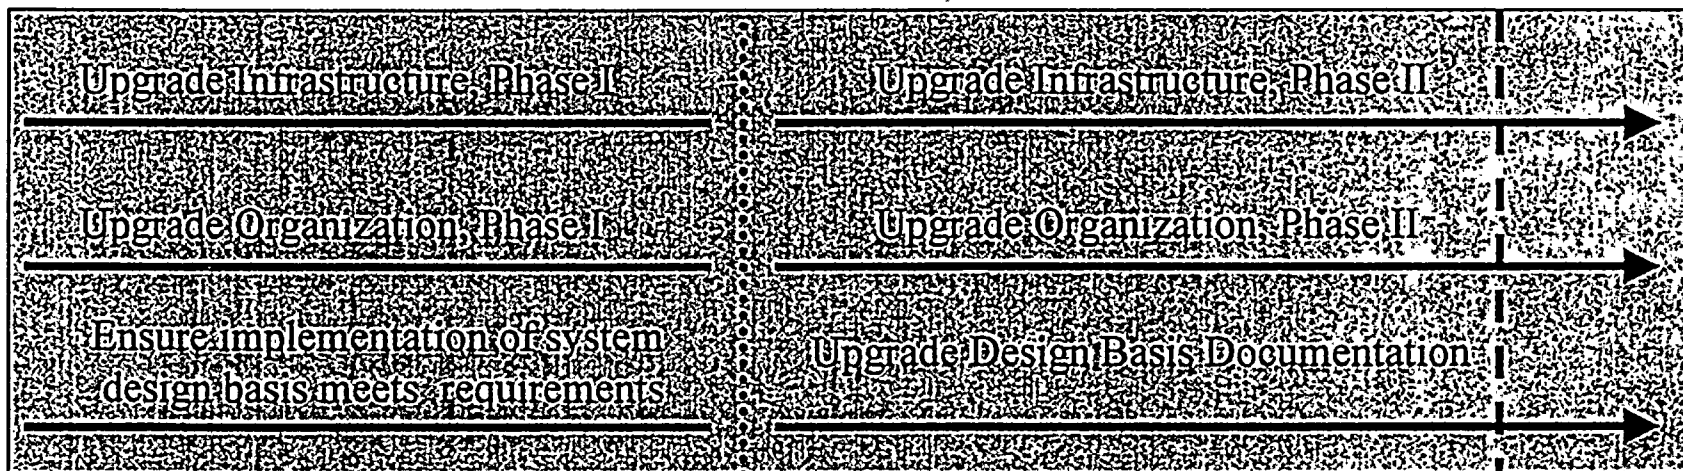 Upgrade Infrastructure, Phase I
Upgrade Infrastructure, Phase II
Upgrade Organization, Phase I
Upgrade Organization, Phase II
Ensure implementation of system
design basis meets requirements
Upgrade Design Basis Documentation